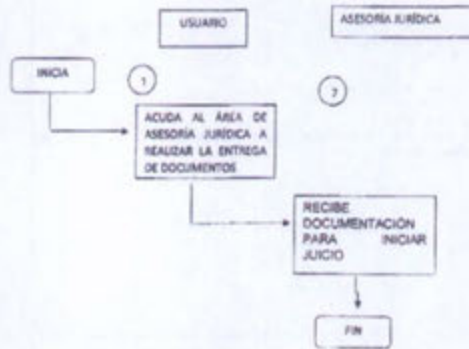 USUARIO
ASESORÍA JURÍDICA
INICIA
1
2
ACUDA AL ÁREA DE
ASESORÍA JURÍDICA A
REALIZAR LA ENTREGA
DE DOCUMENTOS
RECIBE
DOCUMENTACIÓN
PARA INICIAR
JUICIO
FIN